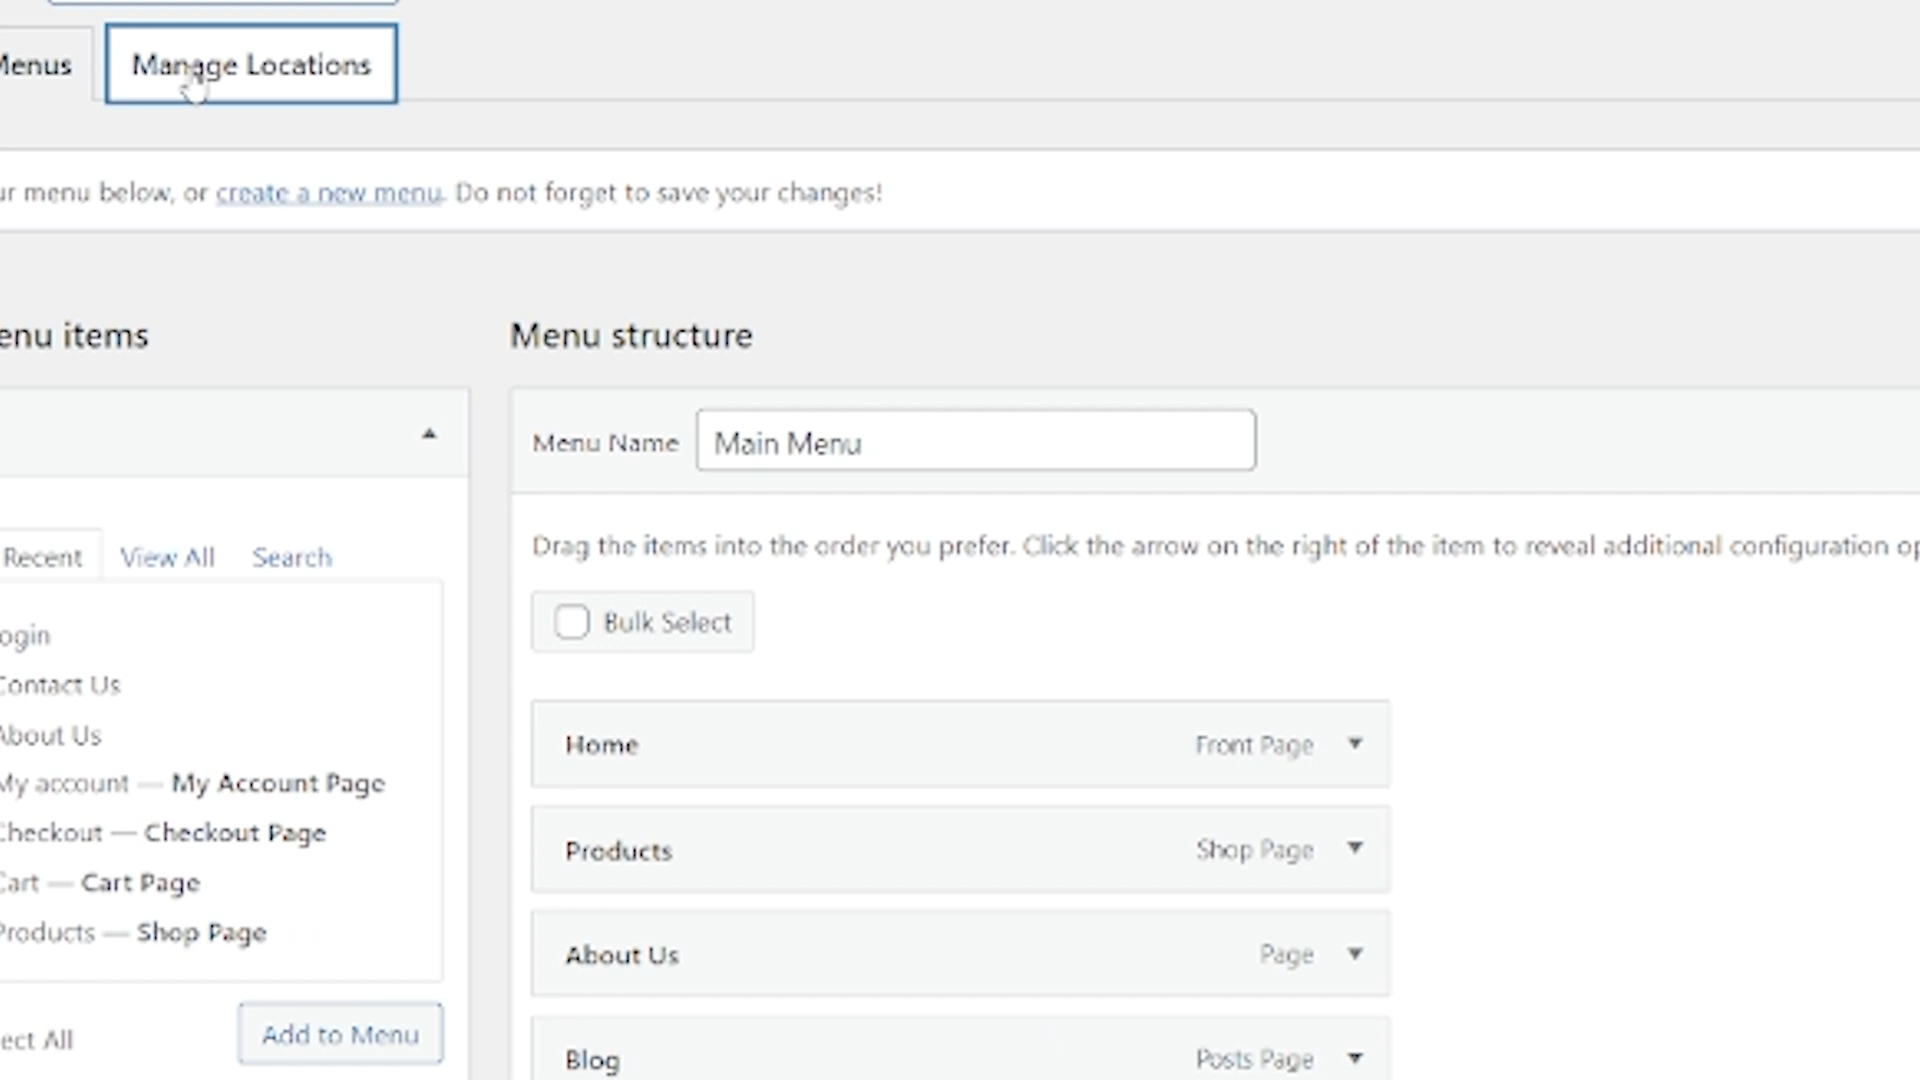 Menus
Manage Locations
ur menu below, or create a new menu. Do not forget to save your changes!
enu items
Menu structure
Menu Name
Main Menu
Recent
View All
Search
Drag the items into the order you prefer. Click the arrow on the right of the item to reveal additional configuration op
Bulk Select
ogin
Contact Us
About Us
My account — My Account Page
Checkout — Checkout Page
Cart — Cart Page
Products — Shop Page
ect All
Add to Menu
Home
Front Page
Products
Shop Page
About Us
Page
Blog
Posts Page